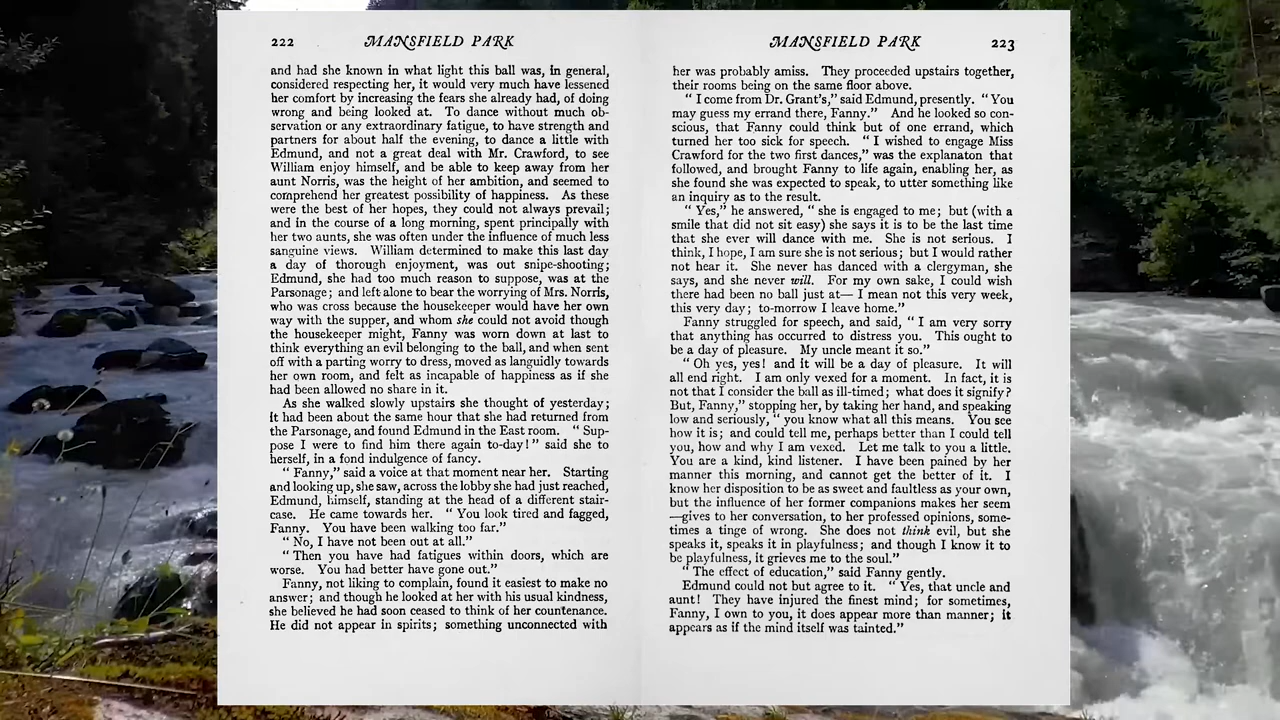 222 MANSFIELD PARK
and had she known in what light this ball was, in general,
considered respecting her, it would very much have lessened
her comfort by increasing the fears she already had, of doing
wrong and being looked at. To dance without much ob-
servation or any extraordinary fatigue, to have strength and
partners for about half the evening, to dance a little with
Edmund, and not a great deal with Mr. Crawford, to see
William enjoy himself, and be able to keep away from her
aunt Norris, was the height of her ambition, and seemed to
comprehend her greatest possibility of happiness. As these
were the best of her hopes, they could not always prevail;
and in the course of a long morning, spent principally with
her two aunts, she was often under the influence of much less
sanguine views. William determined to make this last day
a day of thorough enjoyment, was out snipe-shooting;
Edmund, she had too much reason to suppose, was at the
Parsonage; and left alone to bear the worrying of Mrs. Norris,
who was cross because the housekeeper would have her own
way with the supper, and whom she could not avoid though
the housekeeper might, Fanny was worn down at last to
think everything an evil belonging to the ball, and when sent
off with a parting worry to dress, moved as languidly towards
her own room, and felt as incapable of happiness as if she
had been allowed no share in it.
As she walked slowly upstairs she thought of yesterday;
it had been about the same hour that she had returned from
the Parsonage, and found Edmund in the East room. "Sup-
pose I were to find him there again to-day!" said she to
herself, in a fond indulgence of fancy.
"Fanny," said a voice at that moment near her. Starting
and looking up, she saw, across the lobby she had just reached,
Edmund, himself, standing at the head of a different stair-
case. He came towards her. "You look tired and fagged,
Fanny. You have been walking too far."
"No, I have not been out at all."
"Then you have had fatigues within doors, which are
worse. You had better have gone out."
Fanny, not liking to complain, found it easiest to make no
answer; and though he looked at her with his usual kindness,
she believed he had soon ceased to think of her countenance.
He did not appear in spirits; something unconnected with
MANSFIELD PARK 223
her was probably amiss. They proceeded upstairs together,
their rooms being on the same floor above.
"I come from Dr. Grant's," said Edmund, presently. "You
may guess my errand there, Fanny." And he looked so con-
scious, that Fanny could think but of one errand, which
turned her too sick for speech. "I wished to engage Miss
Crawford for the two first dances," was the explanaton that
followed, and brought Fanny to life again, enabling her, as
she found she was expected to speak, to utter something like
an inquiry as to the result.
"Yes," he answered, "she is engaged to me; but (with a
smile that did not sit easy) she says it is to be the last time
that she ever will dance with me. She is not serious. I
think, I hope, I am sure she is not serious; but I would rather
not hear it. She never has danced with a clergyman, she
says, and she never will. For my own sake, I could wish
there had been no ball just at— I mean not this very week,
this very day; to-morrow I leave home."
Fanny struggled for speech, and said, "I am very sorry
that anything has occurred to distress you. This ought to
be a day of pleasure. My uncle meant it so."
"Oh yes, yes! and it will be a day of pleasure. It will
all end right. I am only vexed for a moment. In fact, it is
not that I consider the ball as ill-timed; what does it signify?
But, Fanny," stopping her, by taking her hand, and speaking
low and seriously, "you know what all this means. You see
how it is; and could tell me, perhaps better than I could tell
you, how and why I am vexed. Let me talk to you a little.
You are a kind, kind listener. I have been pained by her
manner this morning, and cannot get the better of it. I
know her disposition to be as sweet and faultless as your own,
but the influence of her former companions makes her seem
—gives to her conversation, to her professed opinions, some-
times a tinge of wrong. She does not think evil, but she
speaks it, speaks it in playfulness; and though I know it to
be playfulness, it grieves me to the soul."
"The effect of education," said Fanny gently.
Edmund could not but agree to it. "Yes, that uncle and
aunt! They have injured the finest mind; for sometimes,
Fanny, I own to you, it does appear more than manner; it
appears as if the mind itself was tainted."